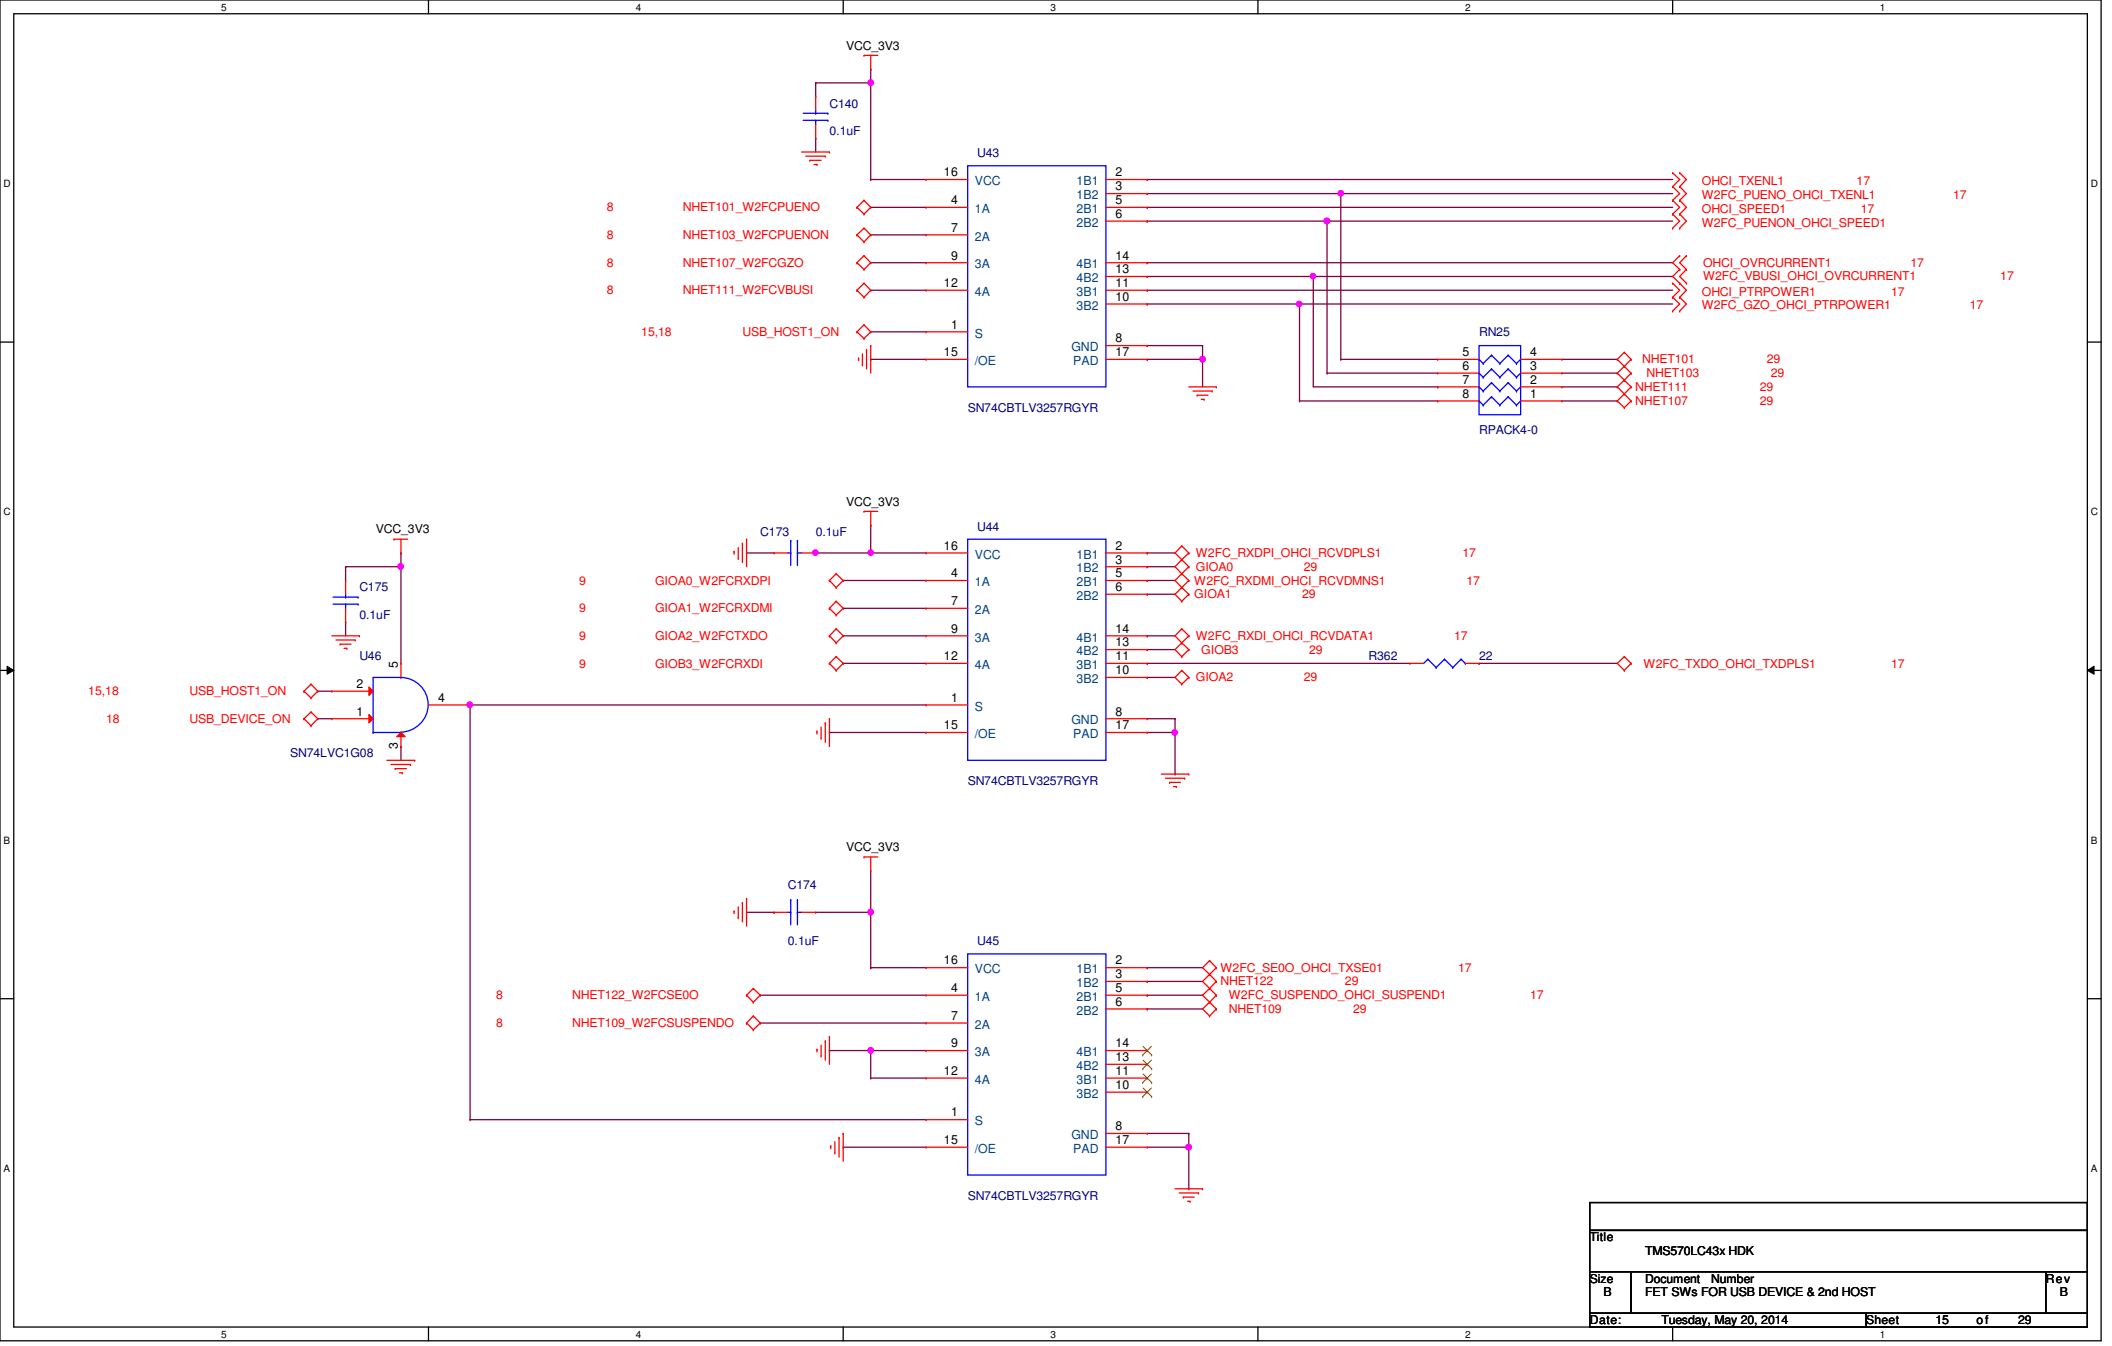 5 4 3 2 1
D D
C C
B B
A A
VCC_3V3
C140
0.1uF
U43
16 VCC 1B1 2 OHCI_TXENL1 17
1B2 3 W2FC_PUENO_OHCI_TXENL1 17
8 NHET101_W2FCPUENO 4 1A 2B1 5 OHCI_SPEED1 17
2B2 6 W2FC_PUENON_OHCI_SPEED1
8 NHET103_W2FCPUENON 7 2A
8 NHET107_W2FCGZO 9 3A 4B1 14 OHCI_OVRCURRENT1 17
4B2 13 W2FC_VBUSI_OHCI_OVRCURRENT1 17
8 NHET111_W2FCVBUSI 12 4A 3B1 11 OHCI_PTRPOWER1 17
3B2 10 W2FC_GZO_OHCI_PTRPOWER1 17
15,18 USB_HOST1_ON 1 S
GND 8
15 /OE PAD 17
SN74CBTLV3257RGYR
RN25
5 4 NHET101 29
6 3 NHET103 29
7 2 NHET111 29
8 1 NHET107 29
RPACK4-0
VCC_3V3
C173 0.1uF
U44
16 VCC 1B1 2 W2FC_RXDPI_OHCI_RCVDPLS1 17
1B2 3 GIOA0 29
9 GIOA0_W2FCRXDPI 4 1A 2B1 5 W2FC_RXDMI_OHCI_RCVDMNS1 17
2B2 6 GIOA1 29
9 GIOA1_W2FCRXDMI 7 2A
9 GIOA2_W2FCTXDO 9 3A 4B1 14 W2FC_RXDI_OHCI_RCVDATA1 17
4B2 13 GIOB3 29
9 GIOB3_W2FCRXDI 12 4A 3B1 11 R362 22 W2FC_TXDO_OHCI_TXDPLS1 17
3B2 10 GIOA2 29
1 S
GND 8
15 /OE PAD 17
SN74CBTLV3257RGYR
VCC_3V3
C175
0.1uF
U46
5
15,18 USB_HOST1_ON 2
4
18 USB_DEVICE_ON 1
3
SN74LVC1G08
VCC_3V3
C174
0.1uF
U45
16 VCC 1B1 2 W2FC_SE0O_OHCI_TXSE01 17
1B2 3 NHET122 29
8 NHET122_W2FCSE0O 4 1A 2B1 5 W2FC_SUSPENDO_OHCI_SUSPEND1 17
2B2 6 NHET109 29
8 NHET109_W2FCSUSPENDO 7 2A
9 3A 4B1 14
4B2 13
12 4A 3B1 11
3B2 10
1 S
GND 8
15 /OE PAD 17
SN74CBTLV3257RGYR
Title
TMS570LC43x HDK
Size Document Number Rev
B FET SWs FOR USB DEVICE & 2nd HOST B
Date: Tuesday, May 20, 2014 Sheet 15 of 29
5 4 3 2 1